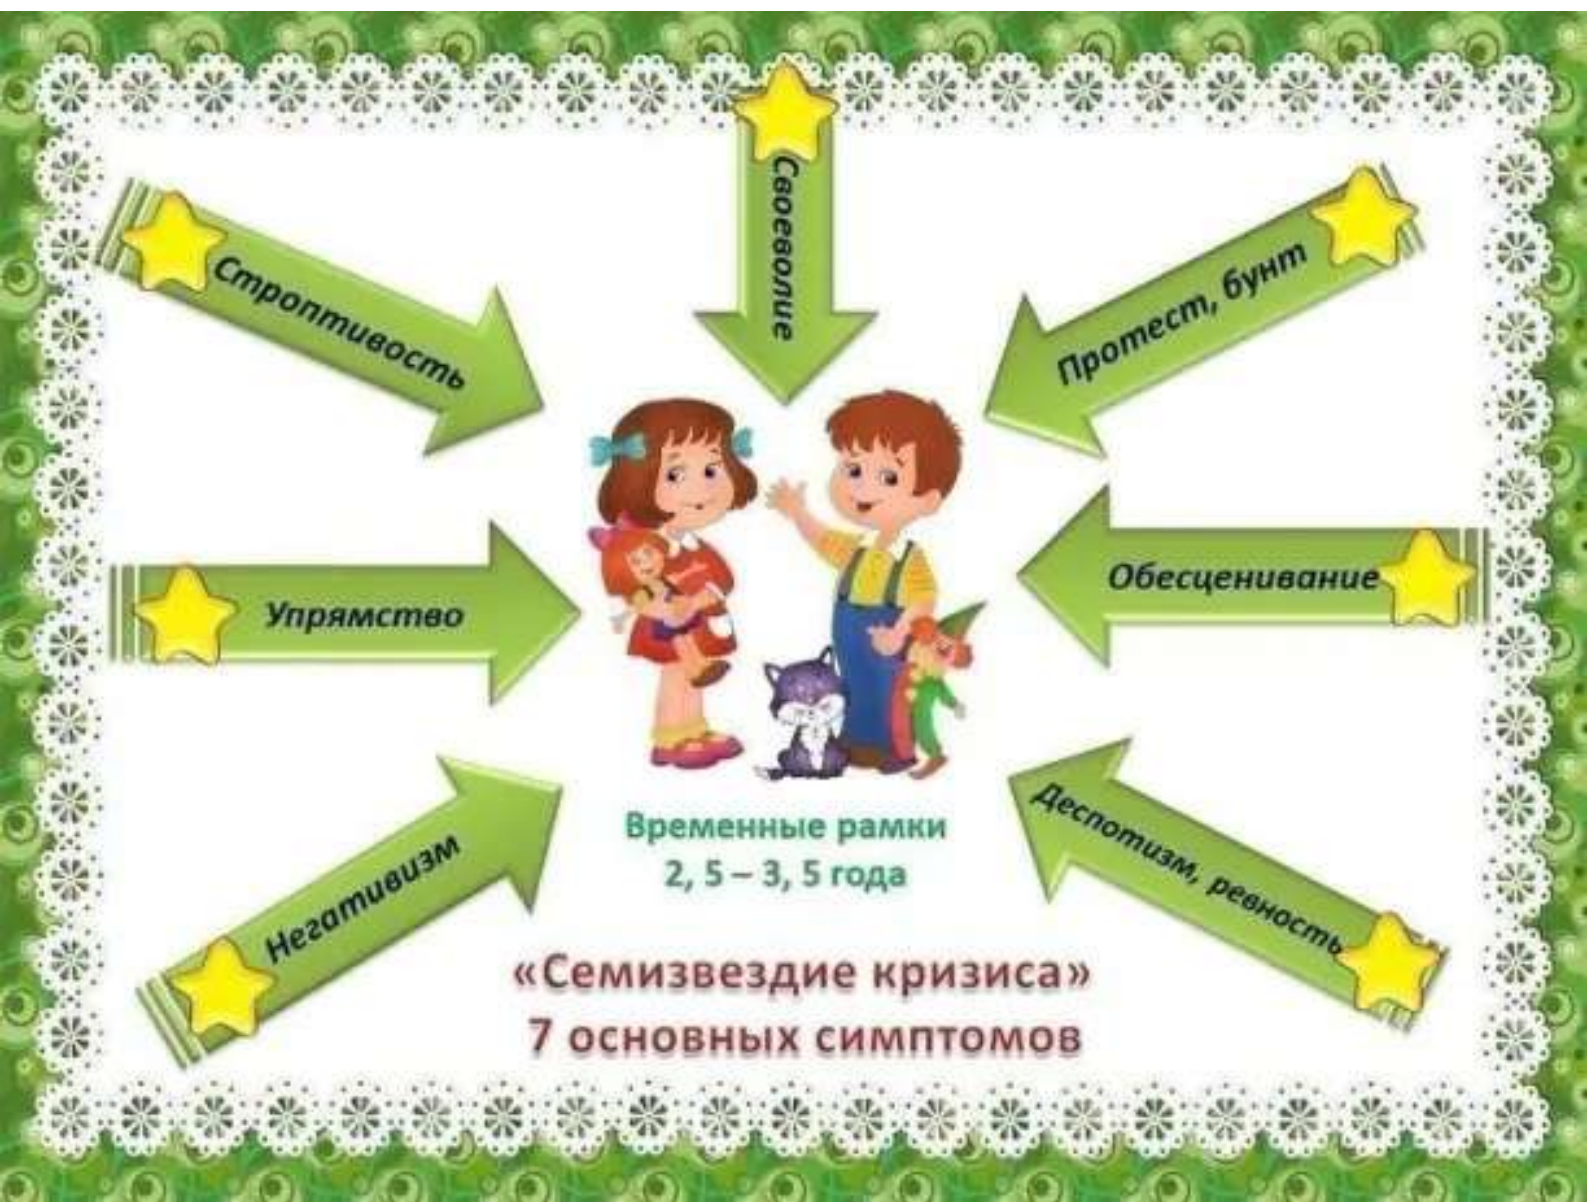 Своеволие
Строптивость
Протест, бунт
Упрямство
Обесценивание
Негативизм
Деспотизм, ревность
Временные рамки
2, 5 – 3, 5 года
«Семизвездие кризиса»
7 основных симптомов